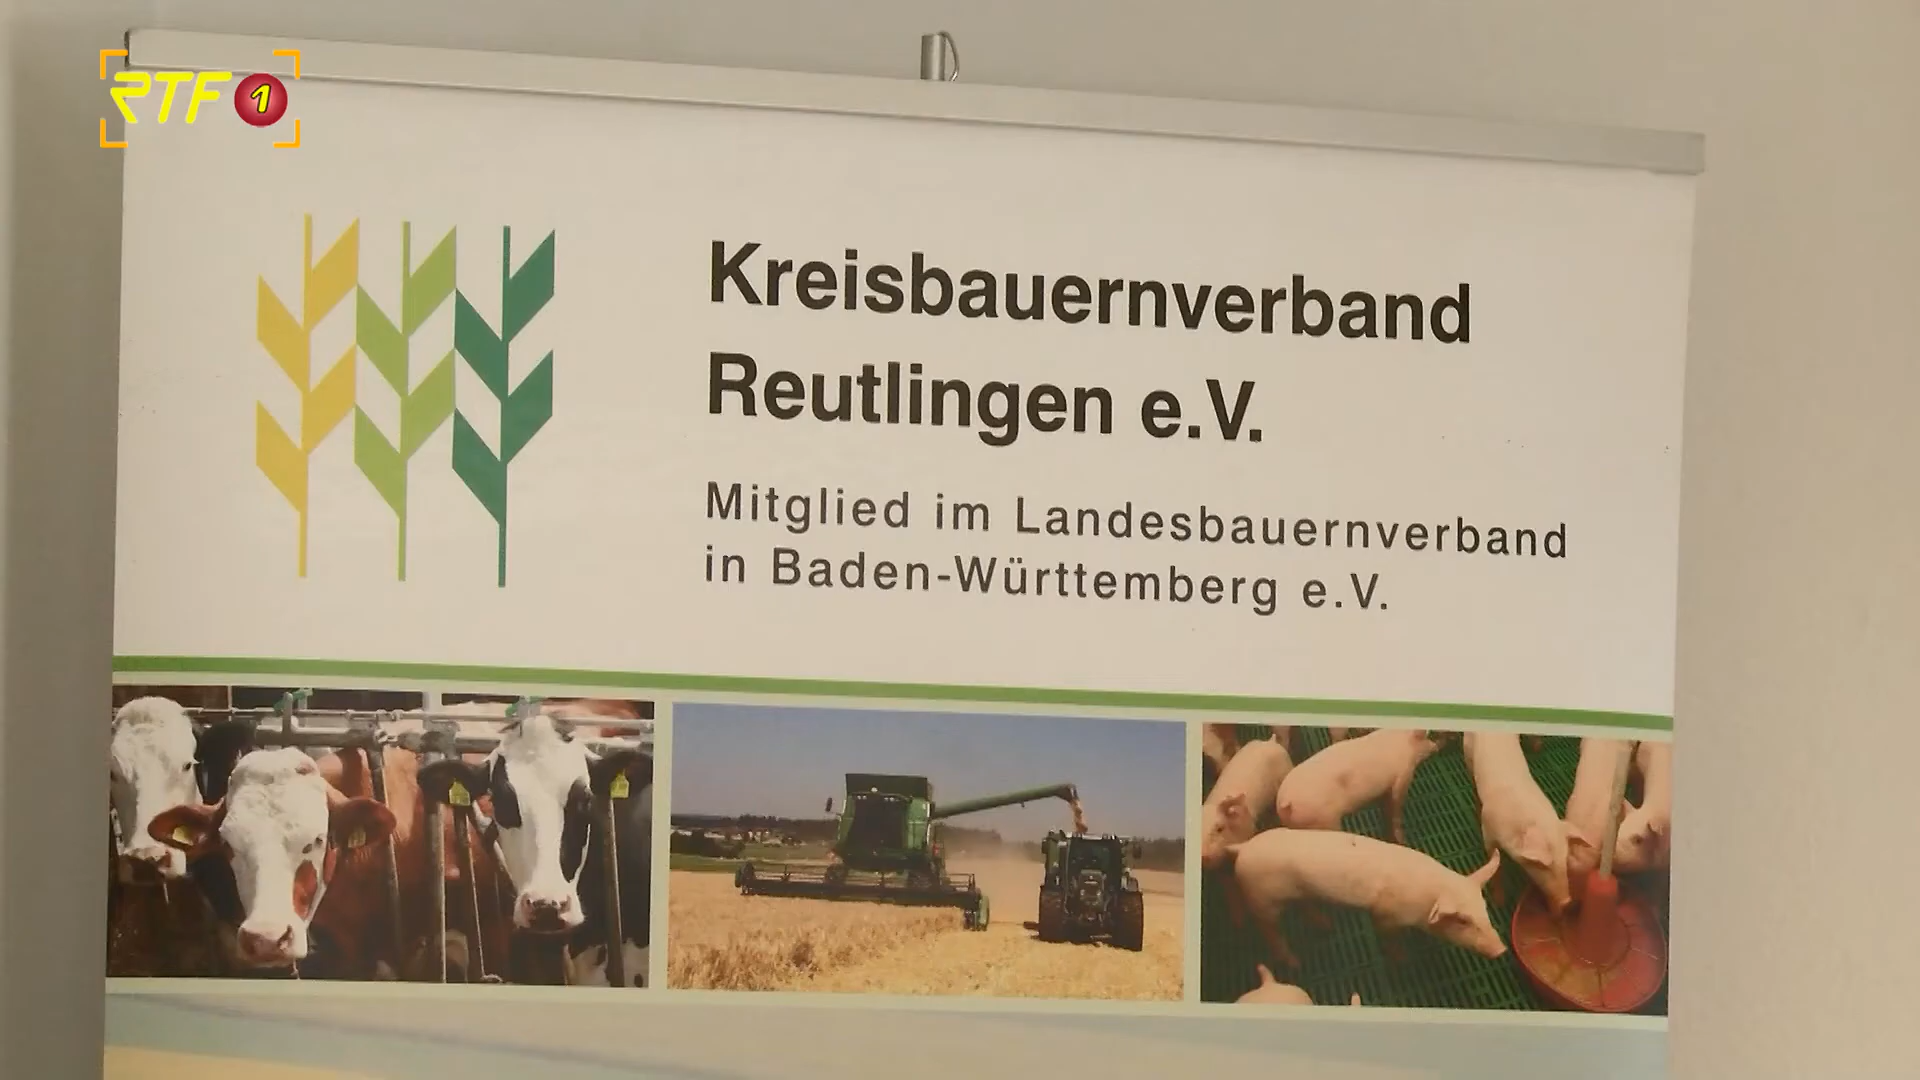 RTF 1
Kreisbauernverband
Reutlingen e.V.
Mitglied im Landesbauernverband
in Baden-Württemberg e.V.